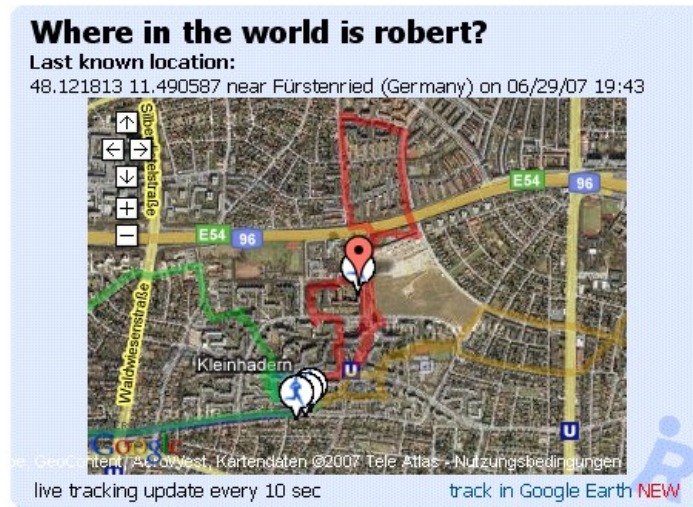 Where in the world is robert?
Last known location:
48.121813 11.490587 near Fürstenried (Germany) on 06/29/07 19:43
E54 96
E54 96
Waldwiesenstraße
Kleinhadern
U
U
Google
GeoContent, AeroWest, Kartendaten ©2007 Tele Atlas - Nutzungsbedingungen
live tracking update every 10 sec
track in Google Earth NEW